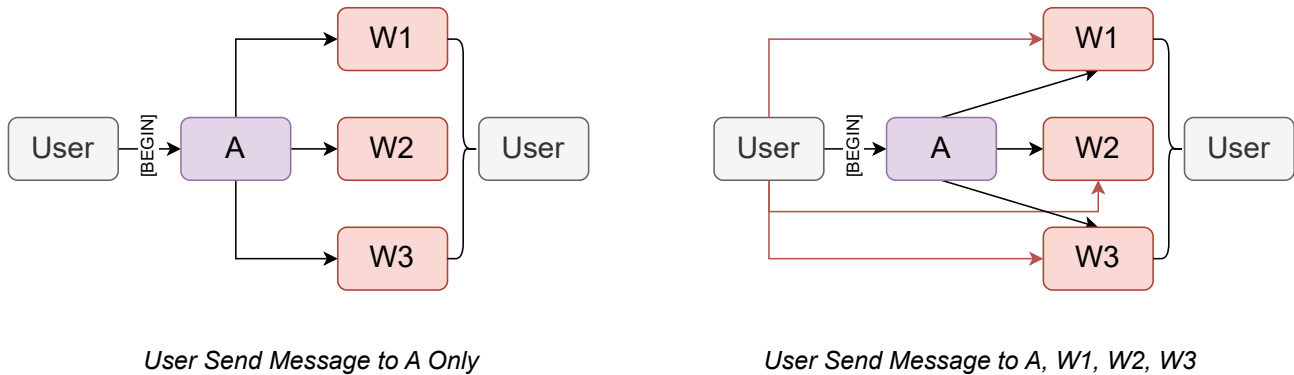 User
[BEGIN]
A
W1
W2
W3
User
User Send Message to A Only
User
[BEGIN]
A
W1
W2
W3
User
User Send Message to A, W1, W2, W3